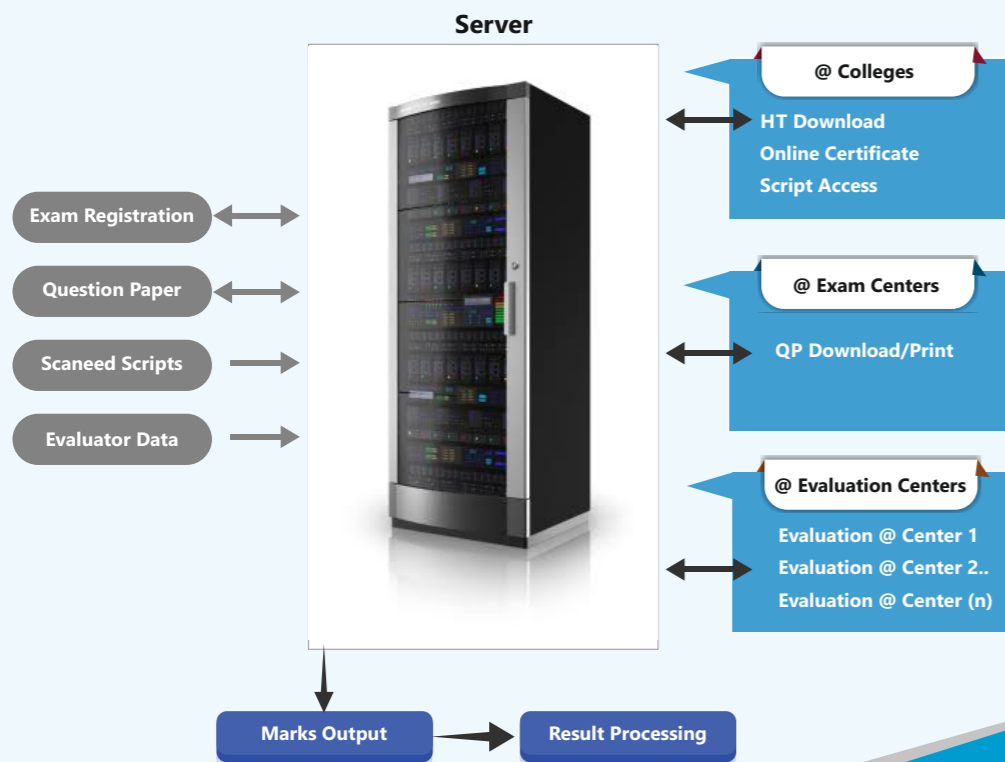 Server
Exam Registration
Question Paper
Scaneed Scripts
Evaluator Data
@ Colleges
HT Download
Online Certificate
Script Access
@ Exam Centers
QP Download/Print
@ Evaluation Centers
Evaluation @ Center 1
Evaluation @ Center 2..
Evaluation @ Center (n)
Marks Output
Result Processing